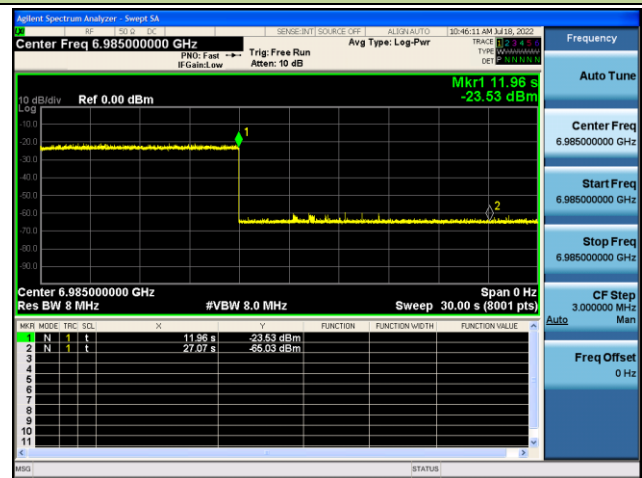 Agilent Spectrum Analyzer - Swept SA
RF 50 Ω DC SENSE:INT SOURCE OFF ALIGN AUTO 10:46:11 AM Jul 18, 2022
Center Freq 6.985000000 GHz
PNO: Fast
IFGain:Low
Trig: Free Run
Atten: 10 dB
Avg Type: Log-Pwr
TRACE 1 2 3 4 5 6
TYPE
DET P N N N N N
Mkr1 11.96 s
-23.53 dBm
10 dB/div Ref 0.00 dBm
Log
-10.0
-20.0
-30.0
-40.0
-50.0
-60.0
-70.0
-80.0
-90.0
1
2
Center 6.985000000 GHz Span 0 Hz
Res BW 8 MHz #VBW 8.0 MHz Sweep 30.00 s (8001 pts)
MKR MODE TRC SCL X Y FUNCTION FUNCTION WIDTH FUNCTION VALUE
1 N 1 t 11.96 s -23.53 dBm
2 N 1 t 27.07 s -65.03 dBm
3
4
5
6
7
8
9
10
11
MSG STATUS
Frequency
Auto Tune
Center Freq
6.985000000 GHz
Start Freq
6.985000000 GHz
Stop Freq
6.985000000 GHz
CF Step
3.000000 MHz
Auto Man
Freq Offset
0 Hz